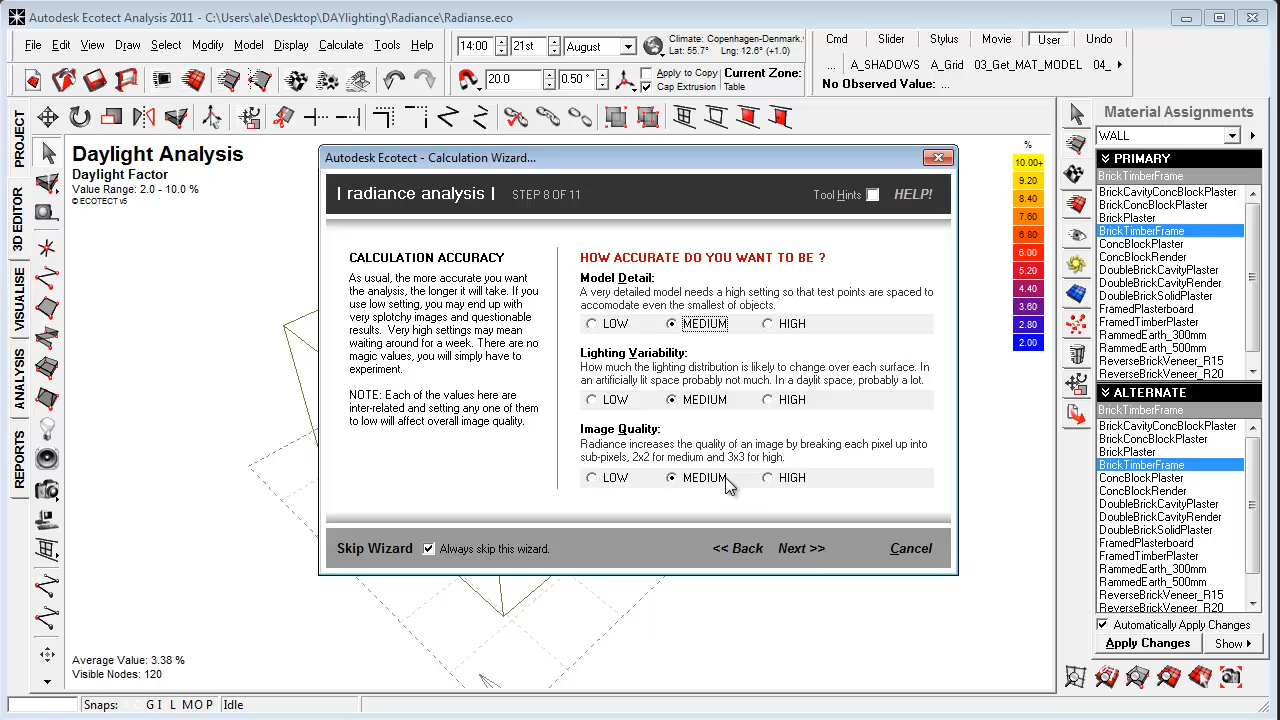 Autodesk Ecotect Analysis 2011 - C:\Users\ale\Desktop\DAYlighting\Radiance\Radianse.eco
File Edit View Draw Select Modify Model Display Calculate Tools Help
14:00 21st August
Climate: Copenhagen-Denmark.
Lat: 55.7° Lng: 12.6° (+1.0)
Cmd Slider Stylus Movie User Undo
... A_SHADOWS A_Grid 03_Get_MAT_MODEL 04_
20.0 0.50 °
Apply to Copy
Cap Extrusion
Current Zone:
Table
No Observed Value: ...
PROJECT
3D EDITOR
VISUALISE
ANALYSIS
REPORTS
Daylight Analysis
Daylight Factor
Value Range: 2.0 - 10.0 %
© ECOTECT v5
Autodesk Ecotect - Calculation Wizard...
| radiance analysis | STEP 8 OF 11
Tool Hints HELP!
CALCULATION ACCURACY
As usual, the more accurate you want
the analysis, the longer it will take. If you
use low setting, you may end up with
very splotchy images and questionable
results. Very high settings may mean
waiting around for a week. There are no
magic values, you will simply have to
experiment.
NOTE: Each of the values here are
inter-related and setting any one of them
to low will affect overall image quality.
HOW ACCURATE DO YOU WANT TO BE ?
Model Detail:
A very detailed model needs a high setting so that test points are spaced to
accomodate even the smallest of objects.
LOW MEDIUM HIGH
Lighting Variability:
How much the lighting distribution is likely to change over each surface. In
an artificially lit space probably not much. In a daylit space, probably a lot.
LOW MEDIUM HIGH
Image Quality:
Radiance increases the quality of an image by breaking each pixel up into
sub-pixels, 2x2 for medium and 3x3 for high.
LOW MEDIUM HIGH
Skip Wizard Always skip this wizard.
<< Back Next >> Cancel
%
10.00+
9.20
8.40
7.60
6.80
6.00
5.20
4.40
3.60
2.80
2.00
Material Assignments
WALL
PRIMARY
BrickTimberFrame
BrickCavityConcBlockPlaster
BrickConcBlockPlaster
BrickPlaster
BrickTimberFrame
ConcBlockPlaster
ConcBlockRender
DoubleBrickCavityPlaster
DoubleBrickCavityRender
DoubleBrickSolidPlaster
FramedPlasterboard
FramedTimberPlaster
RammedEarth_300mm
RammedEarth_500mm
ReverseBrickVeneer_R15
ReverseBrickVeneer_R20
ALTERNATE
BrickTimberFrame
BrickCavityConcBlockPlaster
BrickConcBlockPlaster
BrickPlaster
BrickTimberFrame
ConcBlockPlaster
ConcBlockRender
DoubleBrickCavityPlaster
DoubleBrickCavityRender
DoubleBrickSolidPlaster
FramedPlasterboard
FramedTimberPlaster
RammedEarth_300mm
RammedEarth_500mm
ReverseBrickVeneer_R15
ReverseBrickVeneer_R20
Automatically Apply Changes
Apply Changes Show
Average Value: 3.38 %
Visible Nodes: 120
Snaps: G I L M O P Idle